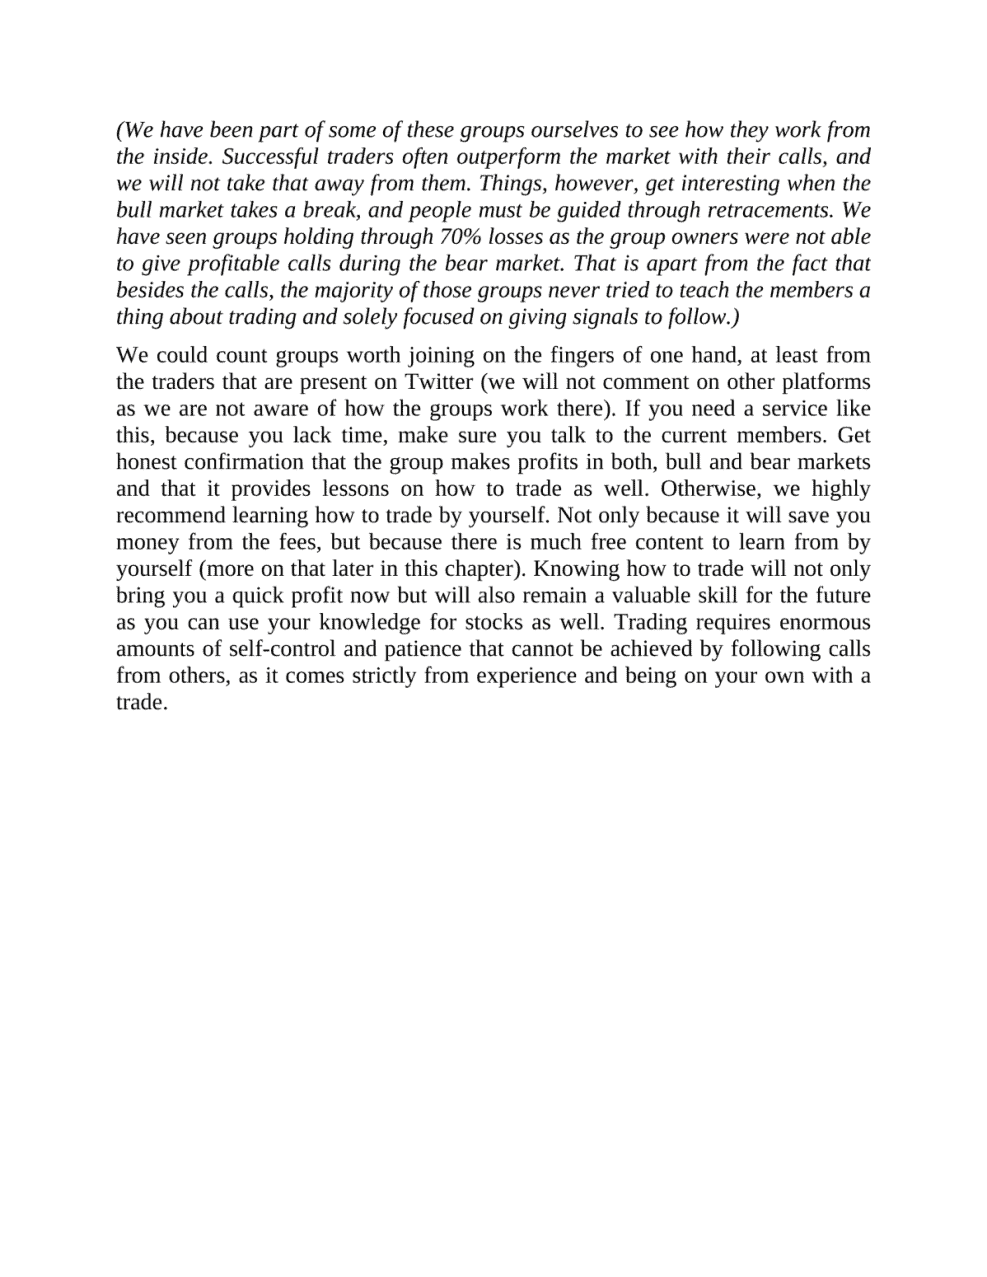 (We have been part of some of these groups ourselves to see how they work from
the inside. Successful traders often outperform the market with their calls, and
we will not take that away from them. Things, however, get interesting when the
bull market takes a break, and people must be guided through retracements. We
have seen groups holding through 70% losses as the group owners were not able
to give profitable calls during the bear market. That is apart from the fact that
besides the calls, the majority of those groups never tried to teach the members a
thing about trading and solely focused on giving signals to follow.)
We could count groups worth joining on the fingers of one hand, at least from
the traders that are present on Twitter (we will not comment on other platforms
as we are not aware of how the groups work there). If you need a service like
this, because you lack time, make sure you talk to the current members. Get
honest confirmation that the group makes profits in both, bull and bear markets
and that it provides lessons on how to trade as well. Otherwise, we highly
recommend learning how to trade by yourself. Not only because it will save you
money from the fees, but because there is much free content to learn from by
yourself (more on that later in this chapter). Knowing how to trade will not only
bring you a quick profit now but will also remain a valuable skill for the future
as you can use your knowledge for stocks as well. Trading requires enormous
amounts of self-control and patience that cannot be achieved by following calls
from others, as it comes strictly from experience and being on your own with a
trade.